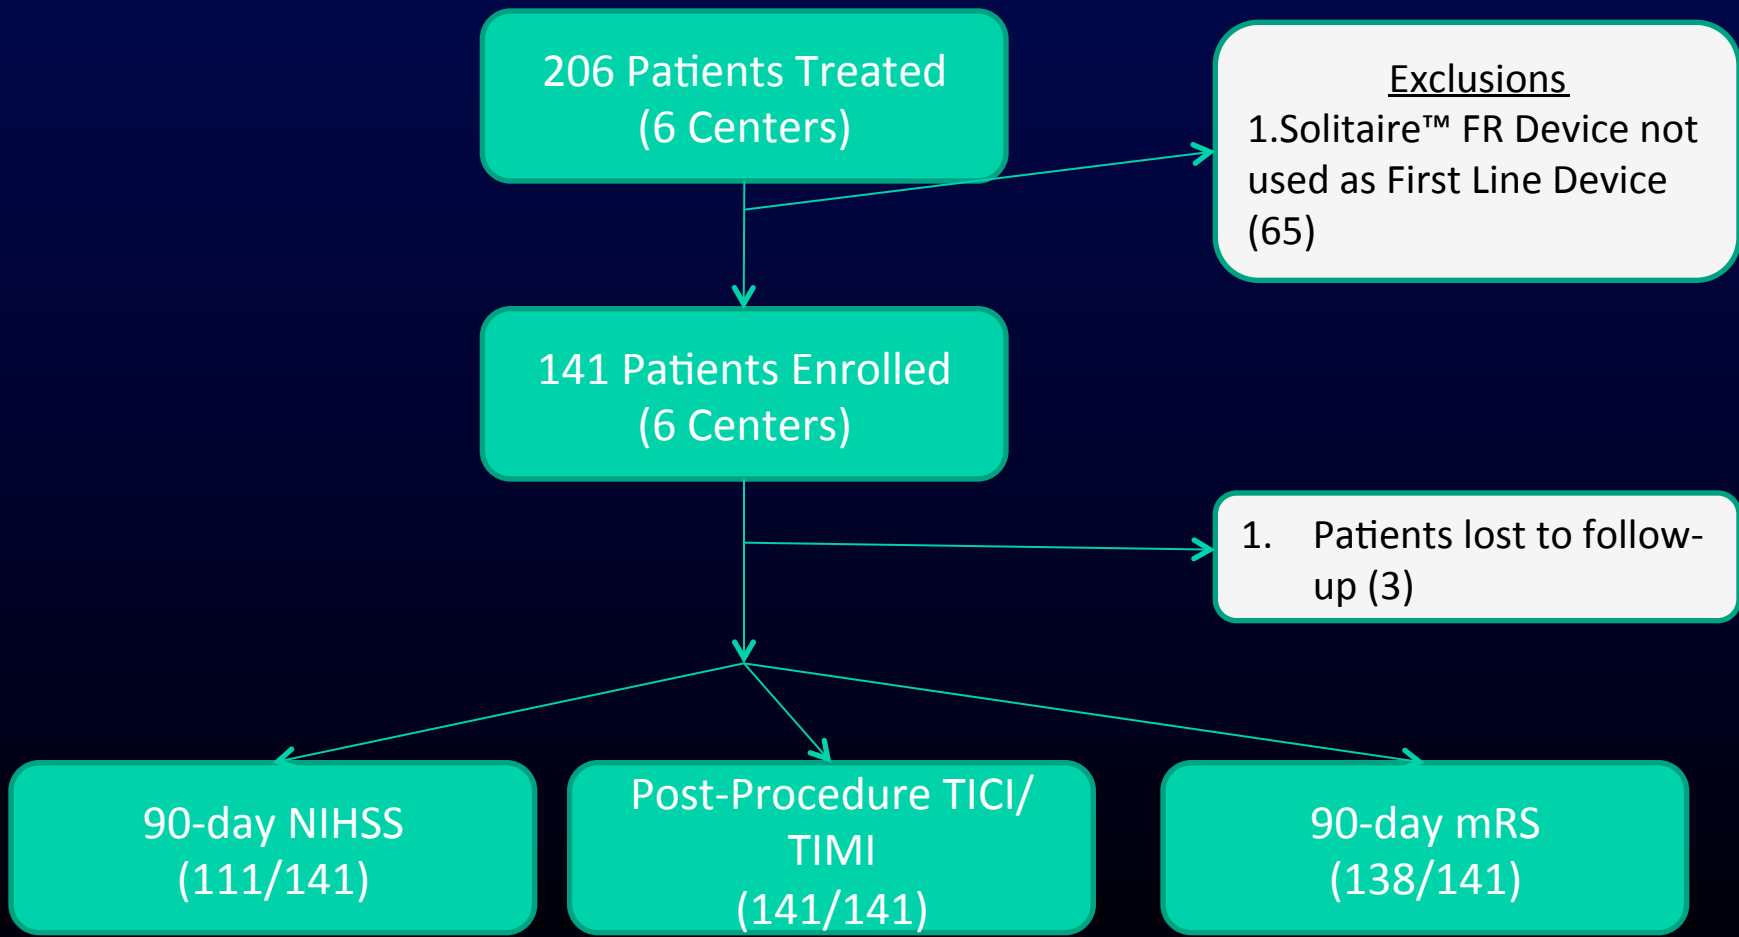 206 Patients Treated
(6 Centers)
Exclusions
1.Solitaire™ FR Device not
used as First Line Device
(65)
141 Patients Enrolled
(6 Centers)
1. Patients lost to follow-
up (3)
90-day NIHSS
(111/141)
Post-Procedure TICI/
TIMI
(141/141)
90-day mRS
(138/141)